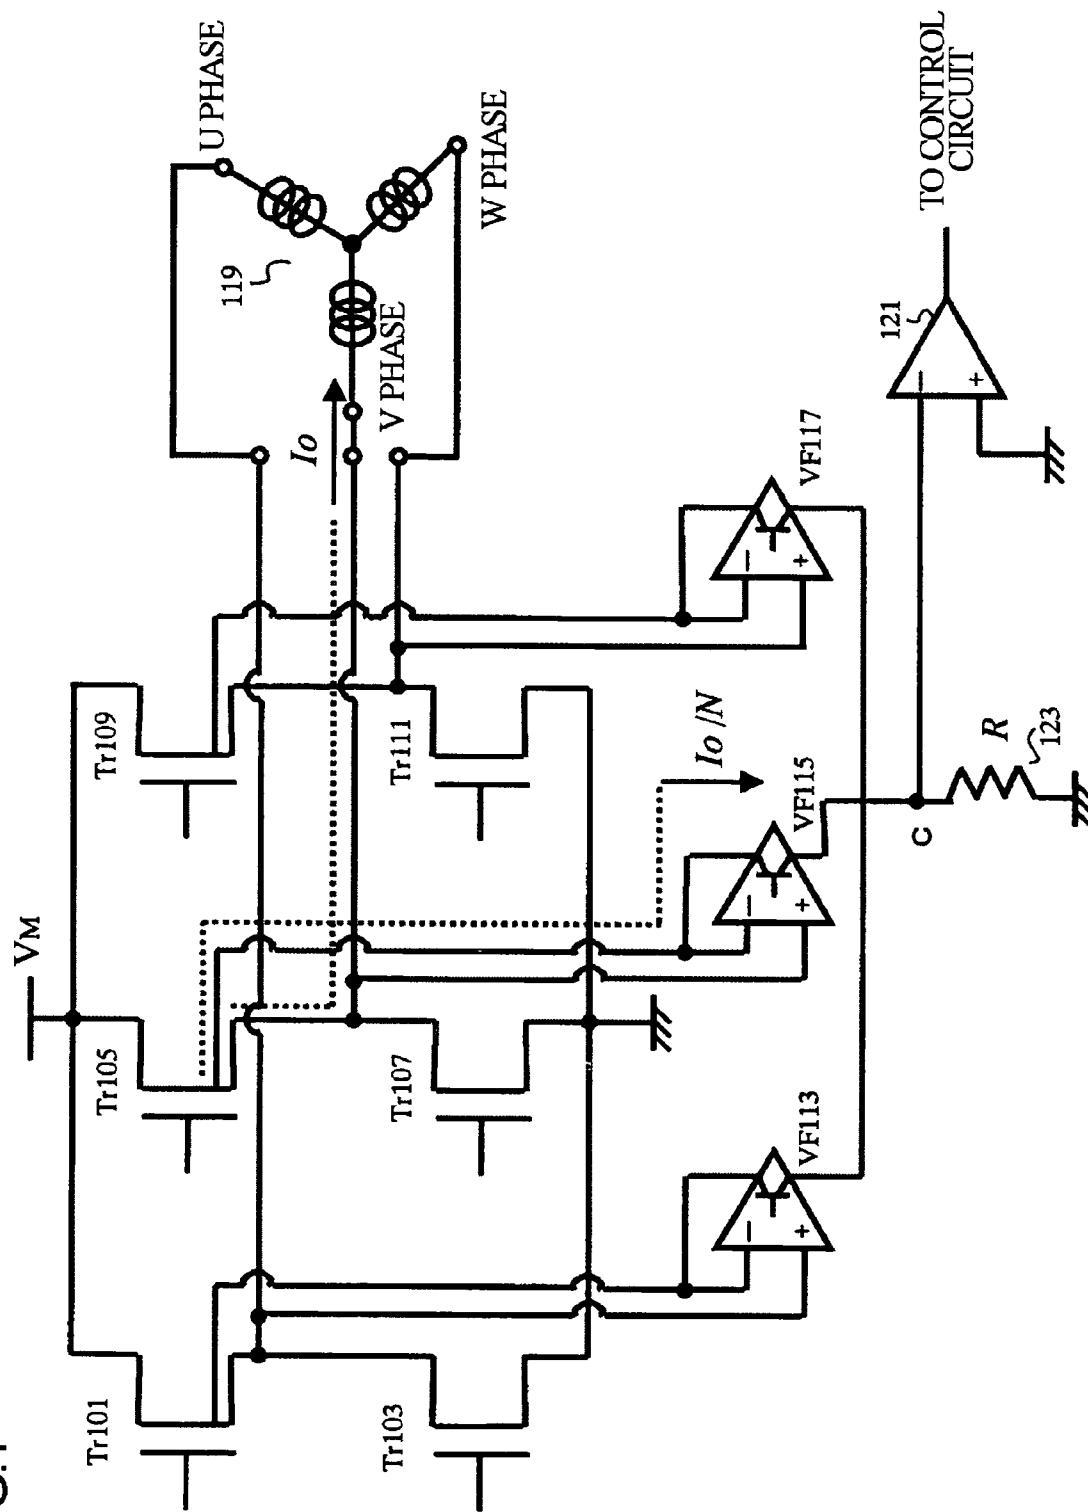 VM
Tr101
Tr105
Tr109
Tr103
Tr107
Tr111
Io
119
U PHASE
V PHASE
W PHASE
Io /N
VF113
−
+
VF115
−
+
VF117
−
+
C
R
123
121
−
+
TO CONTROL
CIRCUIT